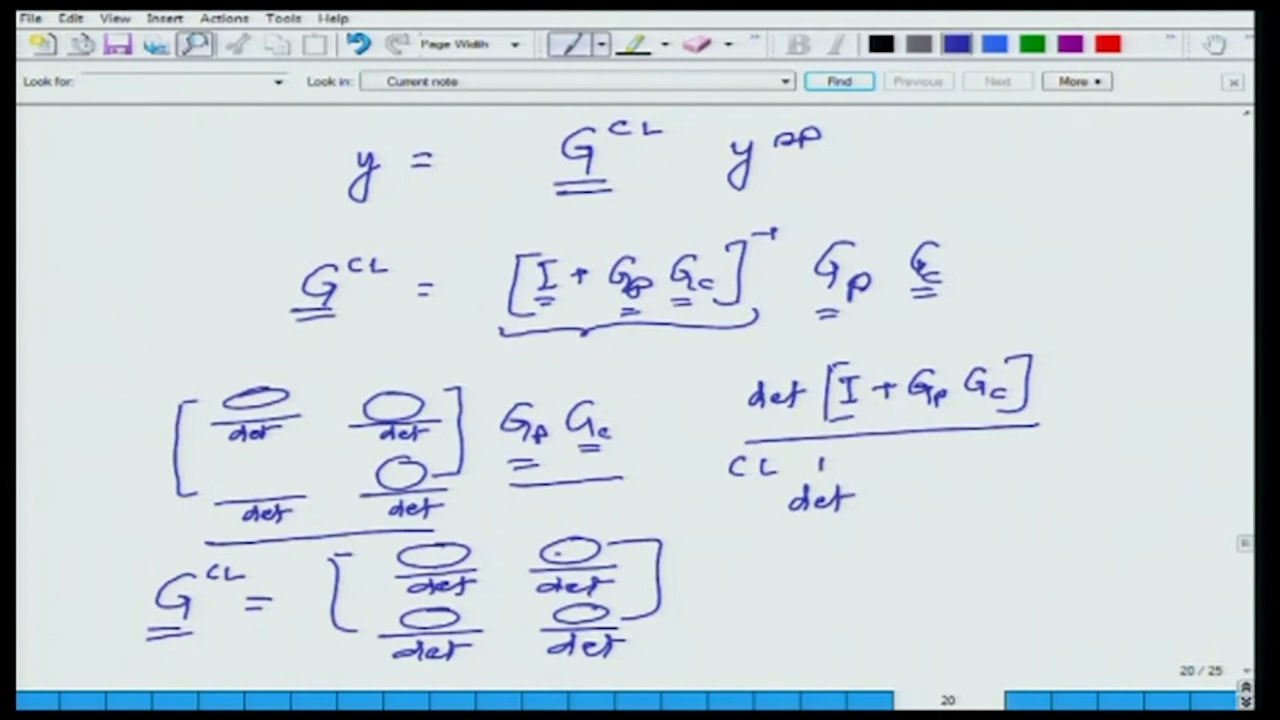 File Edit View Insert Actions Tools Help
Page Width
Look for: Look in: Current note Find Previous Next More
y = G^CL y^sp
G^CL = [I + Gp Gc]^-1 Gp Gc
det [I + Gp Gc]
det det Gp Gc
CL det
det det
G^CL = det det
det det
20 / 25
20